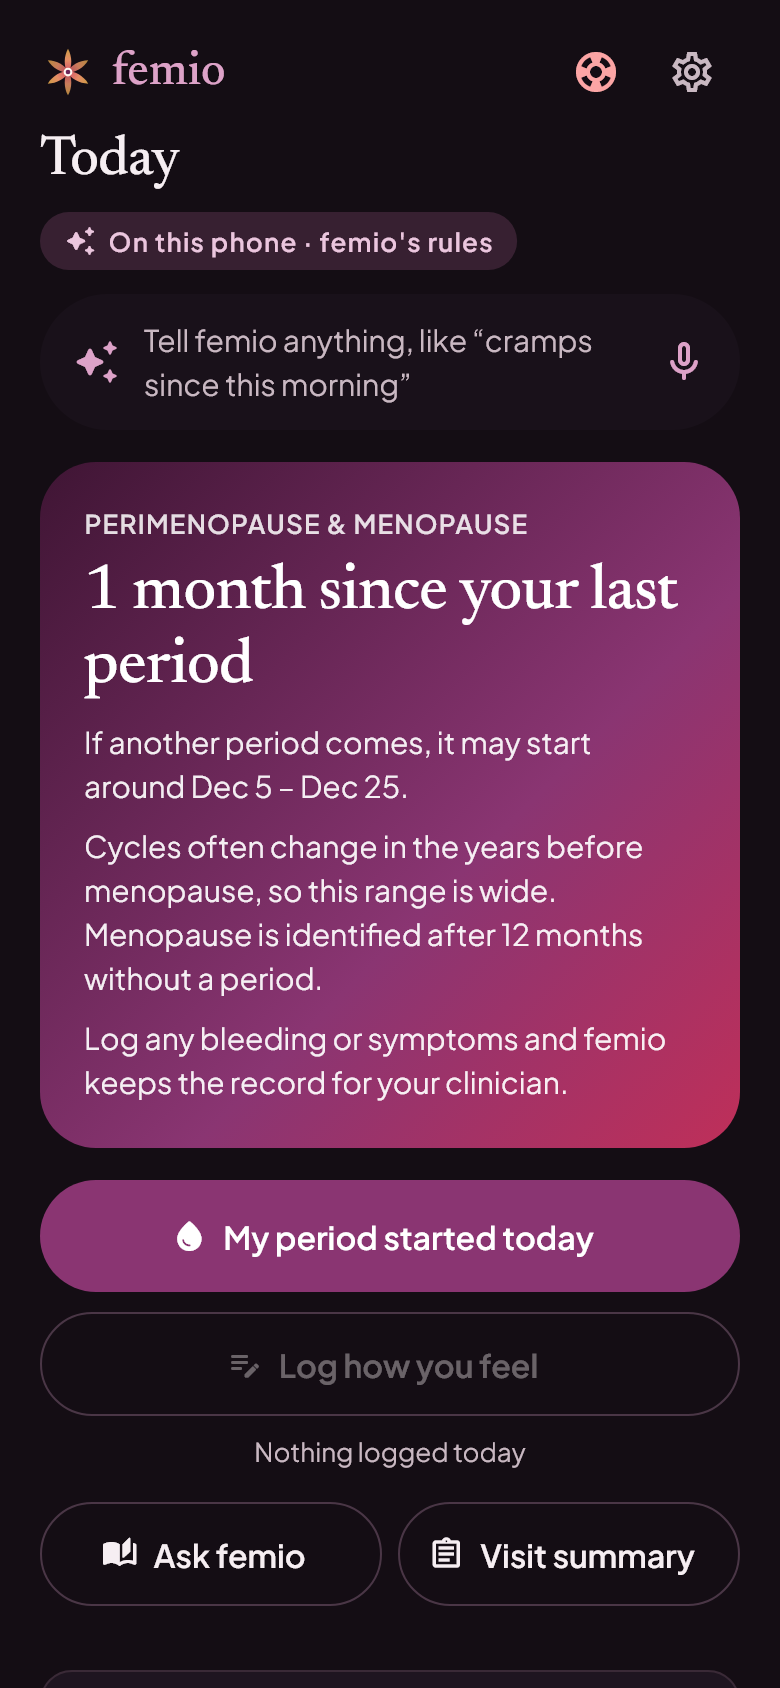 femio
Today
On this phone · femio's rules
Tell femio anything, like “cramps
since this morning”
PERIMENOPAUSE & MENOPAUSE
1 month since your last
period
If another period comes, it may start
around Dec 5 – Dec 25.
Cycles often change in the years before
menopause, so this range is wide.
Menopause is identified after 12 months
without a period.
Log any bleeding or symptoms and femio
keeps the record for your clinician.
My period started today
Log how you feel
Nothing logged today
Ask femio
Visit summary